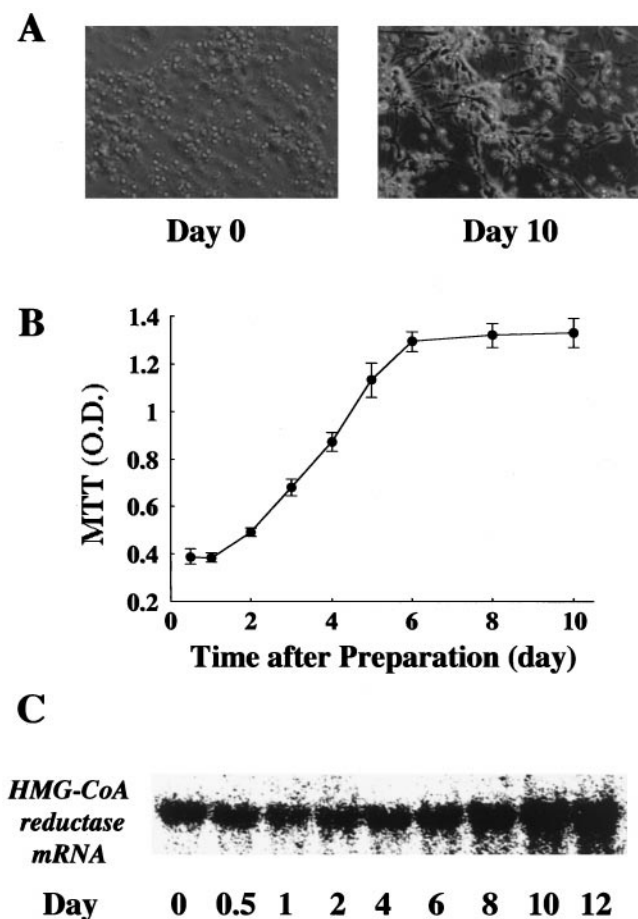 A
Day 0 Day 10
B
1.4
1.2
1
0.8
0.6
0.4
0.2
MTT (O.D.)
0 2 4 6 8 10
Time after Preparation (day)
C
HMG-CoA
reductase
mRNA
Day 0 0.5 1 2 4 6 8 10 12